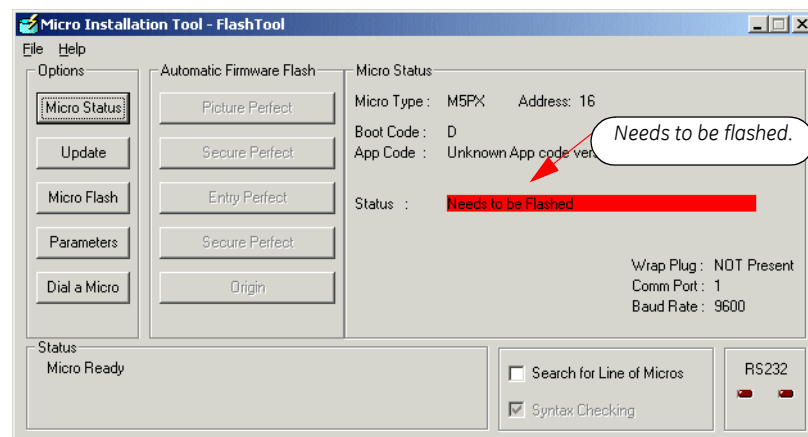 Micro Installation Tool - FlashTool
File Help
Options
Micro Status
Update
Micro Flash
Parameters
Dial a Micro
Automatic Firmware Flash
Picture Perfect
Secure Perfect
Entry Perfect
Secure Perfect
Origin
Micro Status
Micro Type : M5PX Address: 16
Boot Code : D
App Code : Unknown App code
Needs to be flashed.
Status : Needs to be Flashed
Wrap Plug : NOT Present
Comm Port : 1
Baud Rate : 9600
Status
Micro Ready
Search for Line of Micros
Syntax Checking
RS232